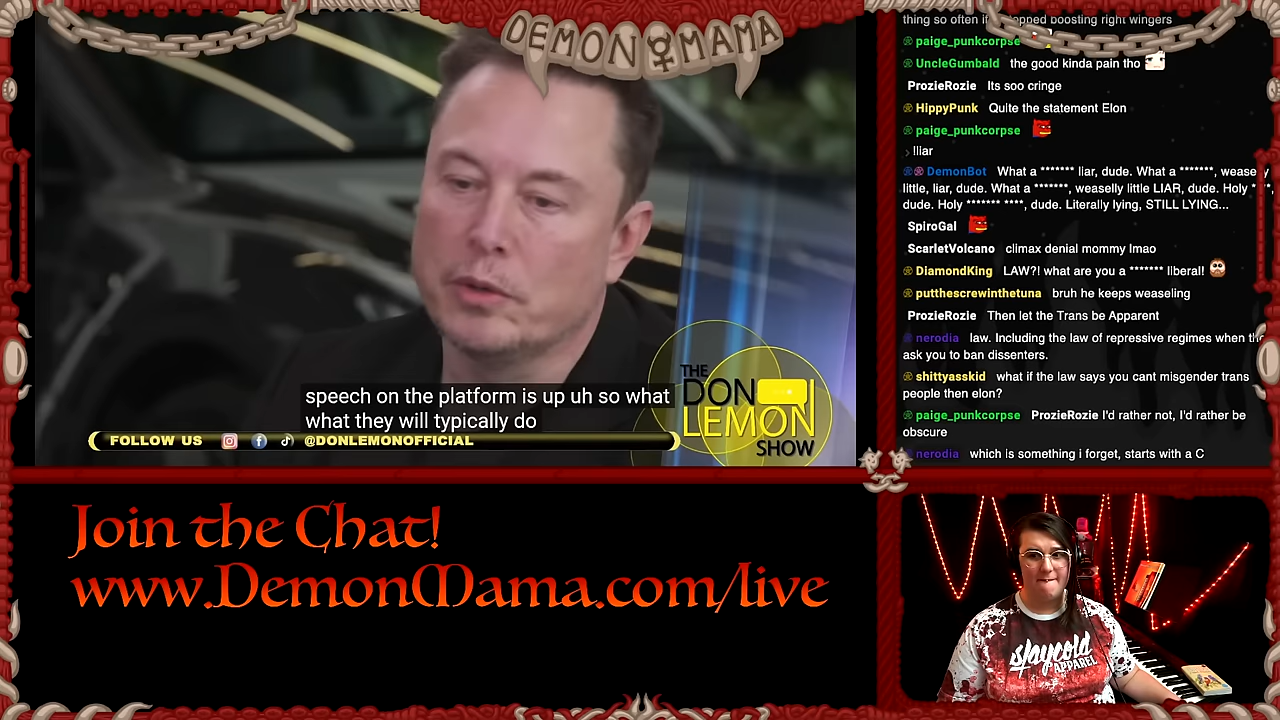 DEMON MAMA
speech on the platform is up uh so what
what they will typically do
THE
DON
LEMON
SHOW
FOLLOW US @DONLEMONOFFICIAL
thing so often if stopped boosting right wingers
paige_punkcorpse
UncleGumbald the good kinda pain tho
ProzieRozie Its soo cringe
HippyPunk Quite the statement Elon
paige_punkcorpse
!liar
DemonBot What a ******* liar, dude. What a *******, weasely
little, liar, dude. What a *******, weaselly little LIAR, dude. Holy
dude. Holy ******* ****, dude. Literally lying, STILL LYING...
SpiroGal
ScarletVolcano climax denial mommy lmao
DiamondKing LAW?! what are you a ******* liberal!
putthescrewinthetuna bruh he keeps weaseling
ProzieRozie Then let the Trans be Apparent
nerodia law. Including the law of repressive regimes when
ask you to ban dissenters.
shittyasskid what if the law says you cant misgender trans
people then elon?
paige_punkcorpse ProzieRozie I'd rather not, I'd rather be
obscure
nerodia which is something i forget, starts with a C
Join the Chat!
www.DemonMama.com/live
staycold
APPAREL